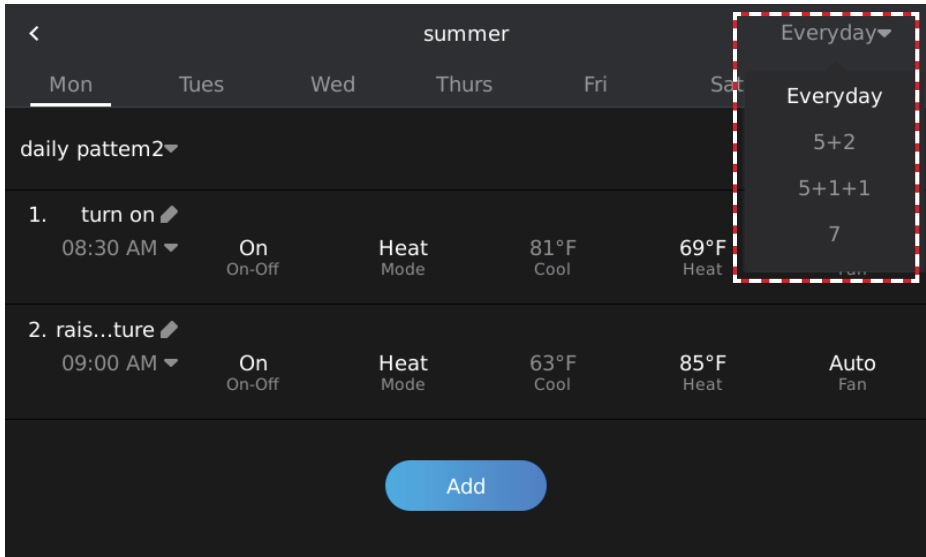 summer Everyday
Mon Tues Wed Thurs Fri Sat
Everyday
5+2
5+1+1
7
daily pattem2
1. turn on
08:30 AM On Heat 81°F 69°F
On-Off Mode Cool Heat Fan
2. rais...ture
09:00 AM On Heat 63°F 85°F Auto
On-Off Mode Cool Heat Fan
Add